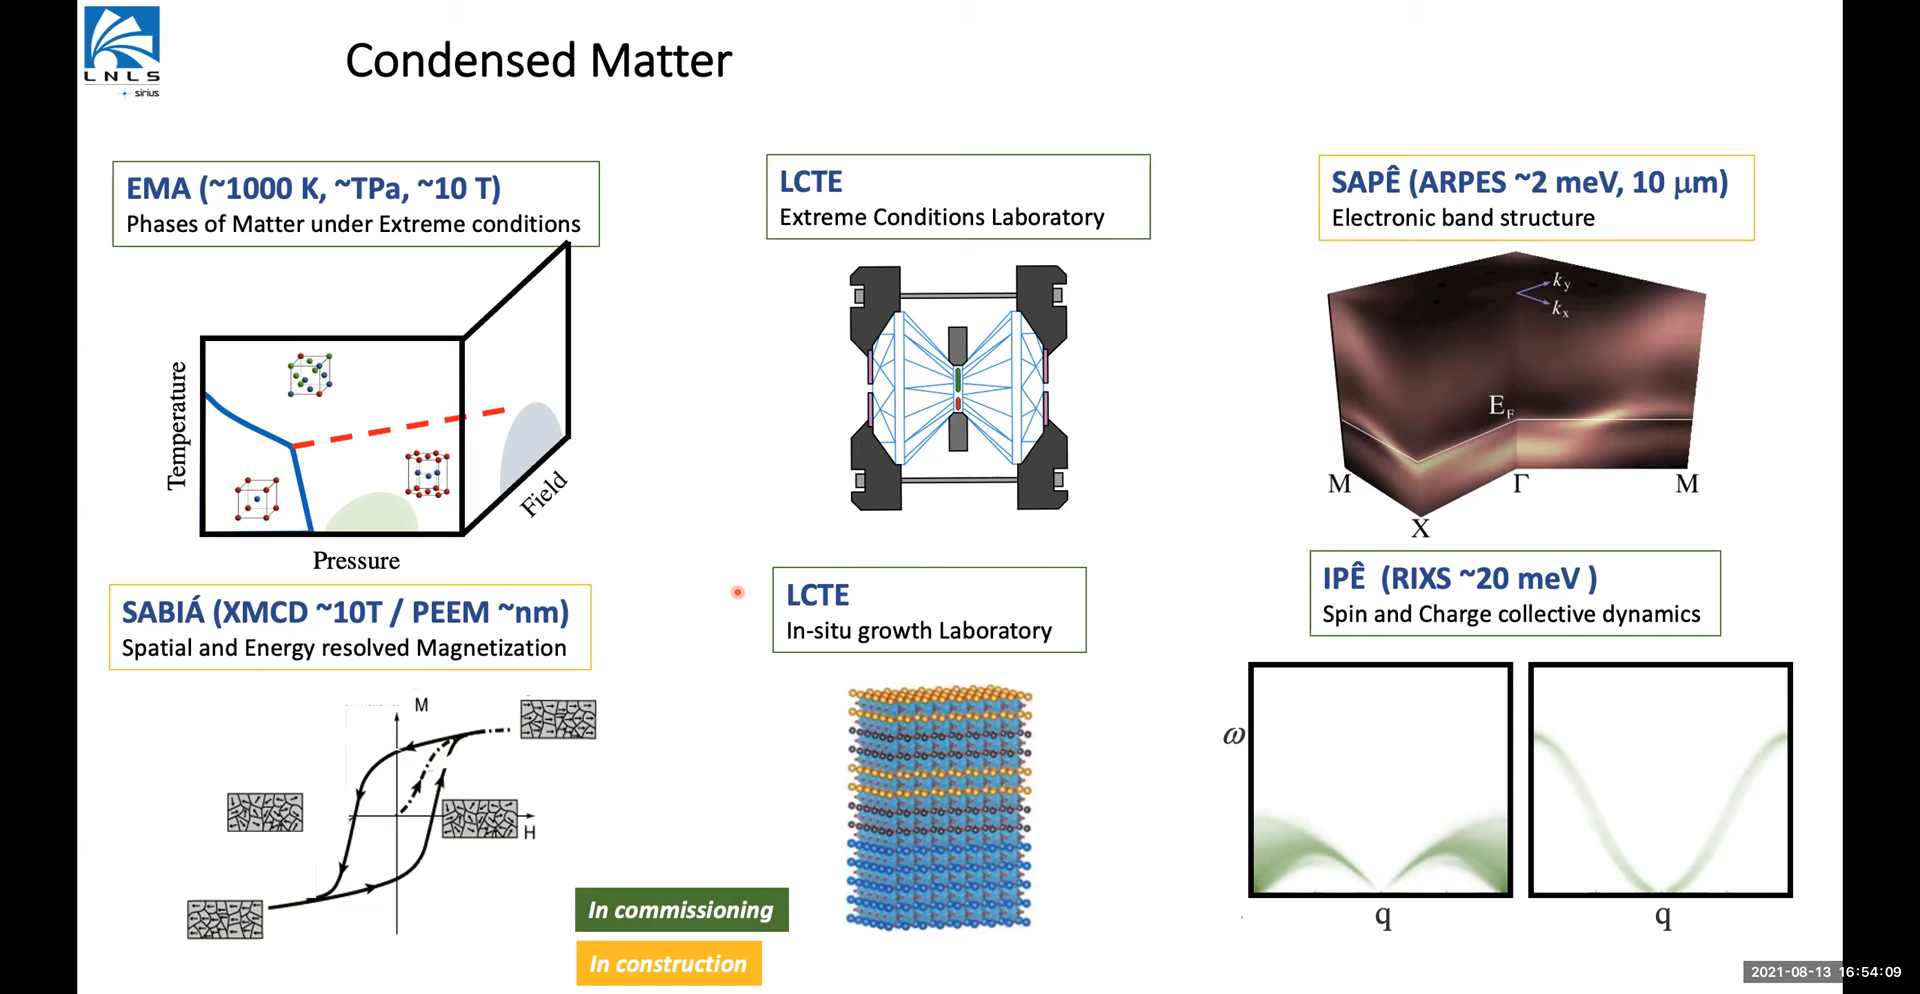 LNLS
sirius
Condensed Matter
EMA (~1000 K, ~TPa, ~10 T)
Phases of Matter under Extreme conditions
Temperature
Pressure
Field
LCTE
Extreme Conditions Laboratory
SAPÊ (ARPES ~2 meV, 10 μm)
Electronic band structure
ky
kx
EF
M
Γ
M
X
SABIÁ (XMCD ~10T / PEEM ~nm)
Spatial and Energy resolved Magnetization
M
H
LCTE
In-situ growth Laboratory
IPÊ (RIXS ~20 meV )
Spin and Charge collective dynamics
ω
q
q
In commissioning
In construction
2021-08-13 16:54:09